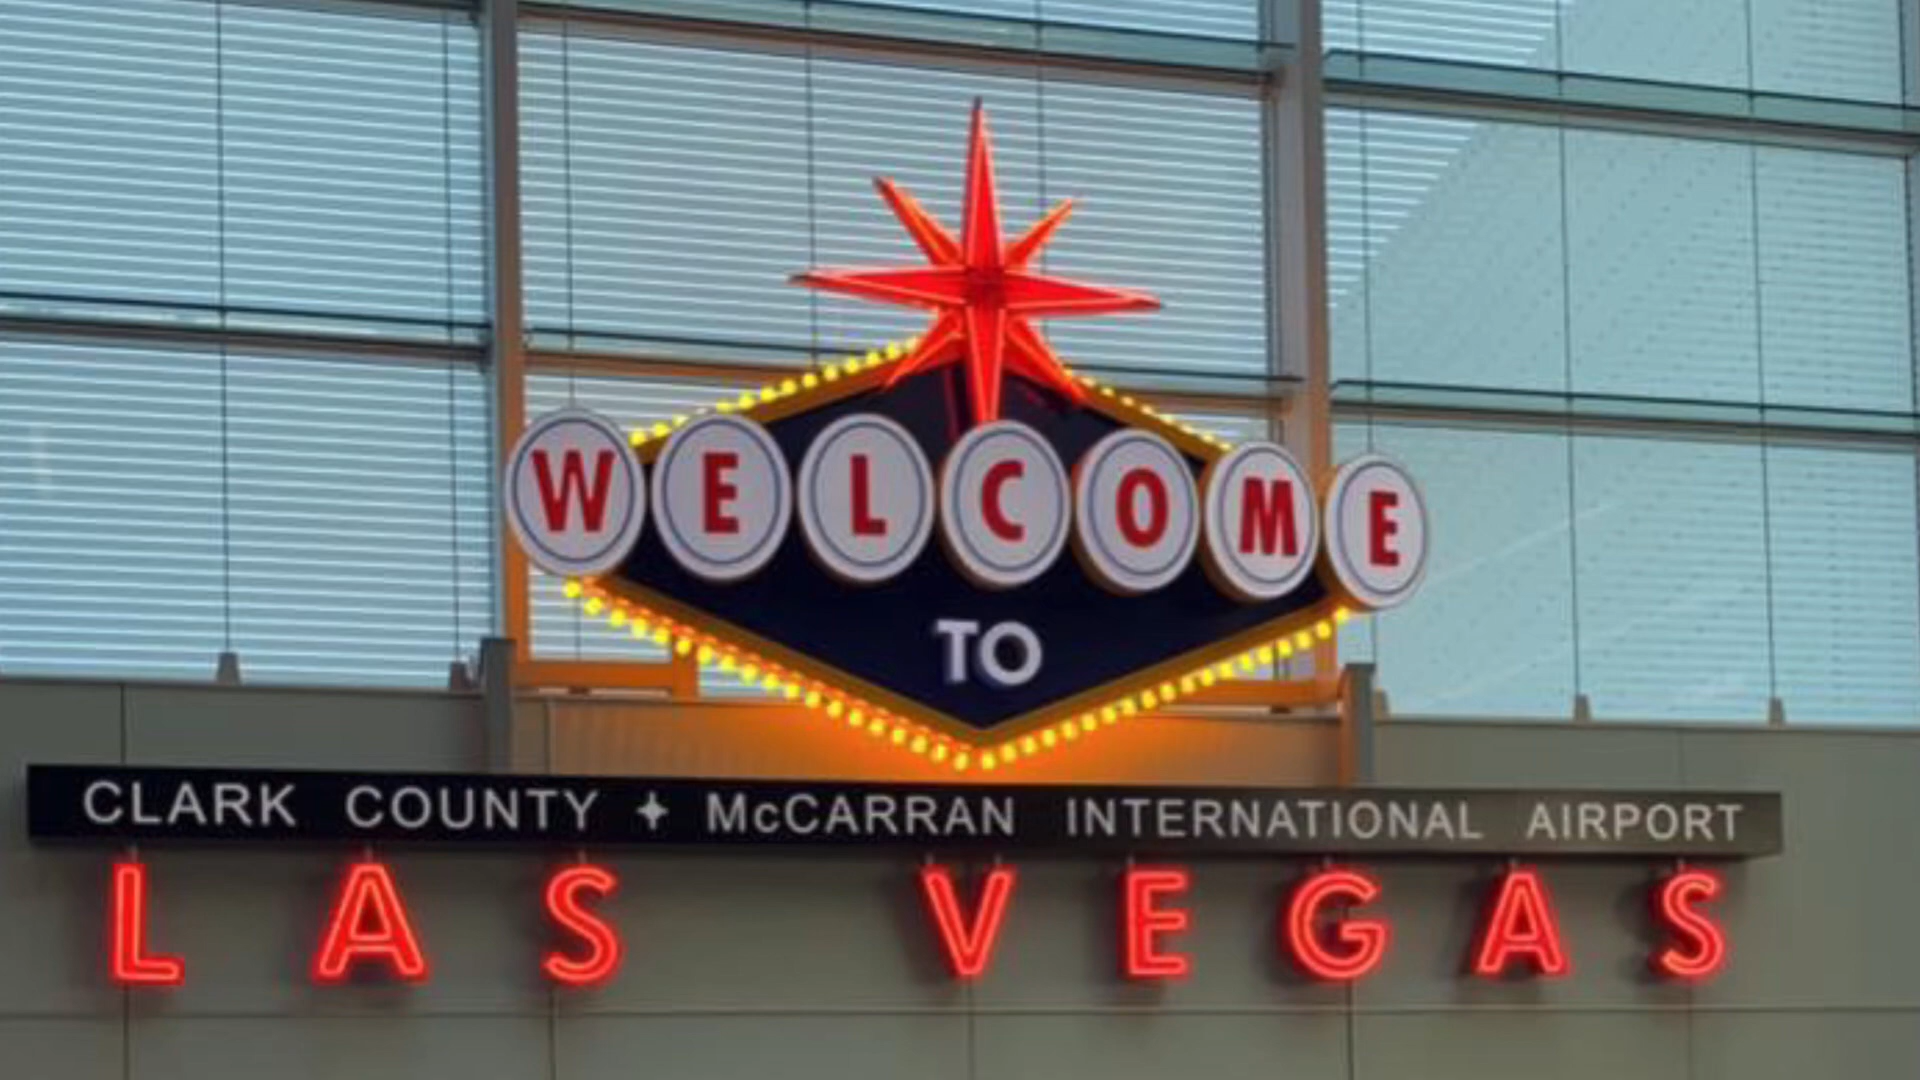 WELCOME
TO
CLARK COUNTY ✦ McCARRAN INTERNATIONAL AIRPORT
LAS VEGAS